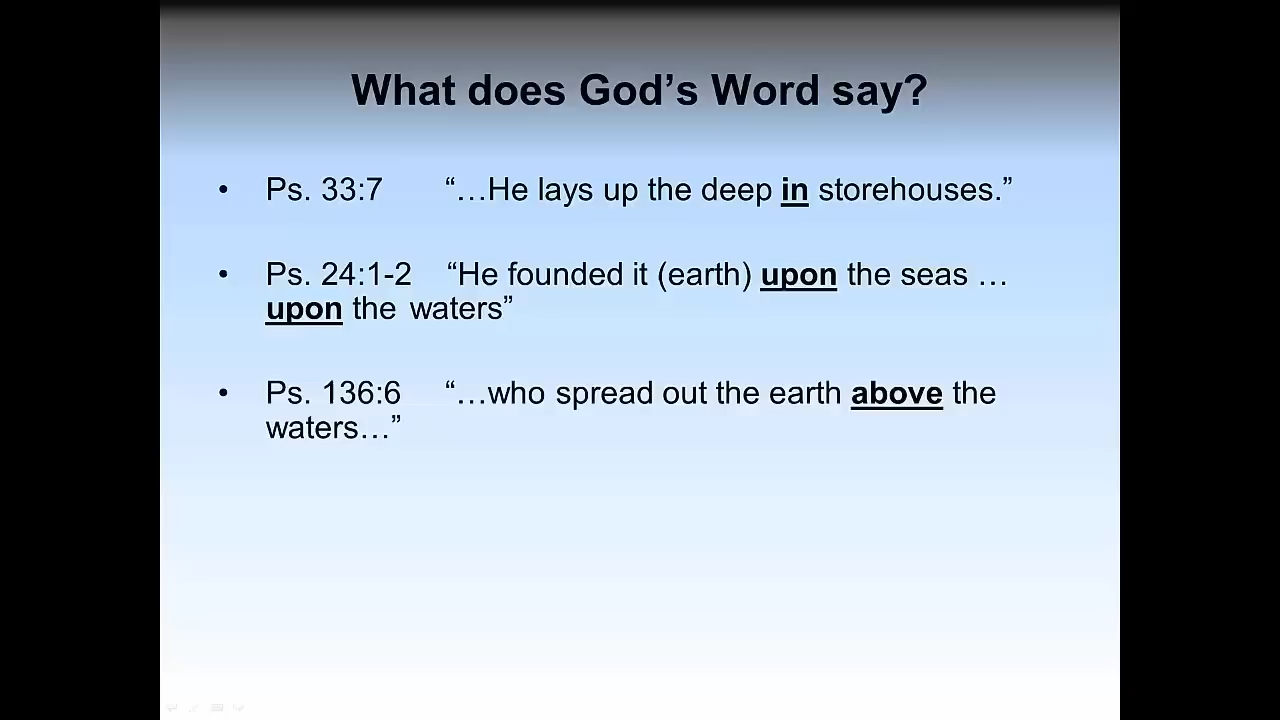 What does God’s Word say?
• Ps. 33:7 “…He lays up the deep in storehouses.”
• Ps. 24:1-2 “He founded it (earth) upon the seas …
upon the waters”
• Ps. 136:6 “…who spread out the earth above the
waters…”